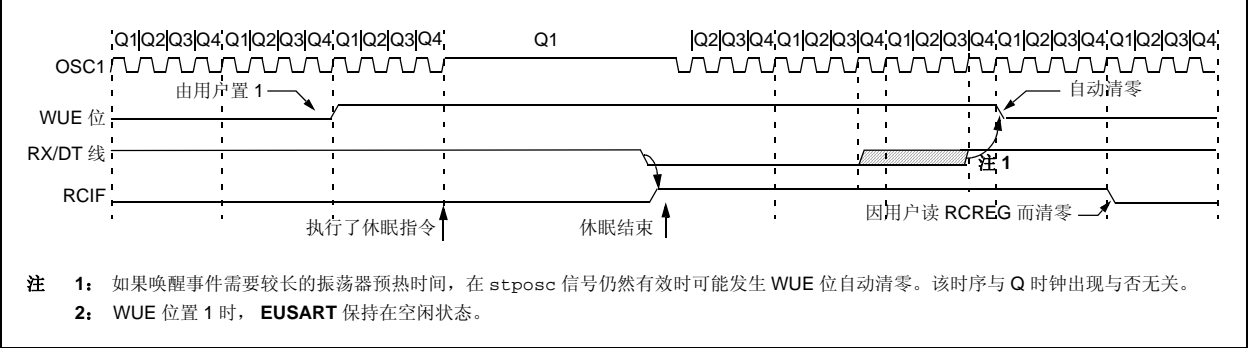 Q1 Q2 Q3 Q4 Q1 Q2 Q3 Q4 Q1 Q2 Q3 Q4 Q1 Q2 Q3 Q4 Q1 Q2 Q3 Q4 Q1 Q2 Q3 Q4 Q1 Q2 Q3 Q4
OSC1
由用户置 1
自动清零
WUE 位
RX/DT 线
注 1
RCIF
因用户读 RCREG 而清零
执行了休眠指令
休眠结束
注 1: 如果唤醒事件需要较长的振荡器预热时间，在 stposc 信号仍然有效时可能发生 WUE 位自动清零。该时序与 Q 时钟出现与否无关。
2: WUE 位置 1 时， EUSART 保持在空闲状态。